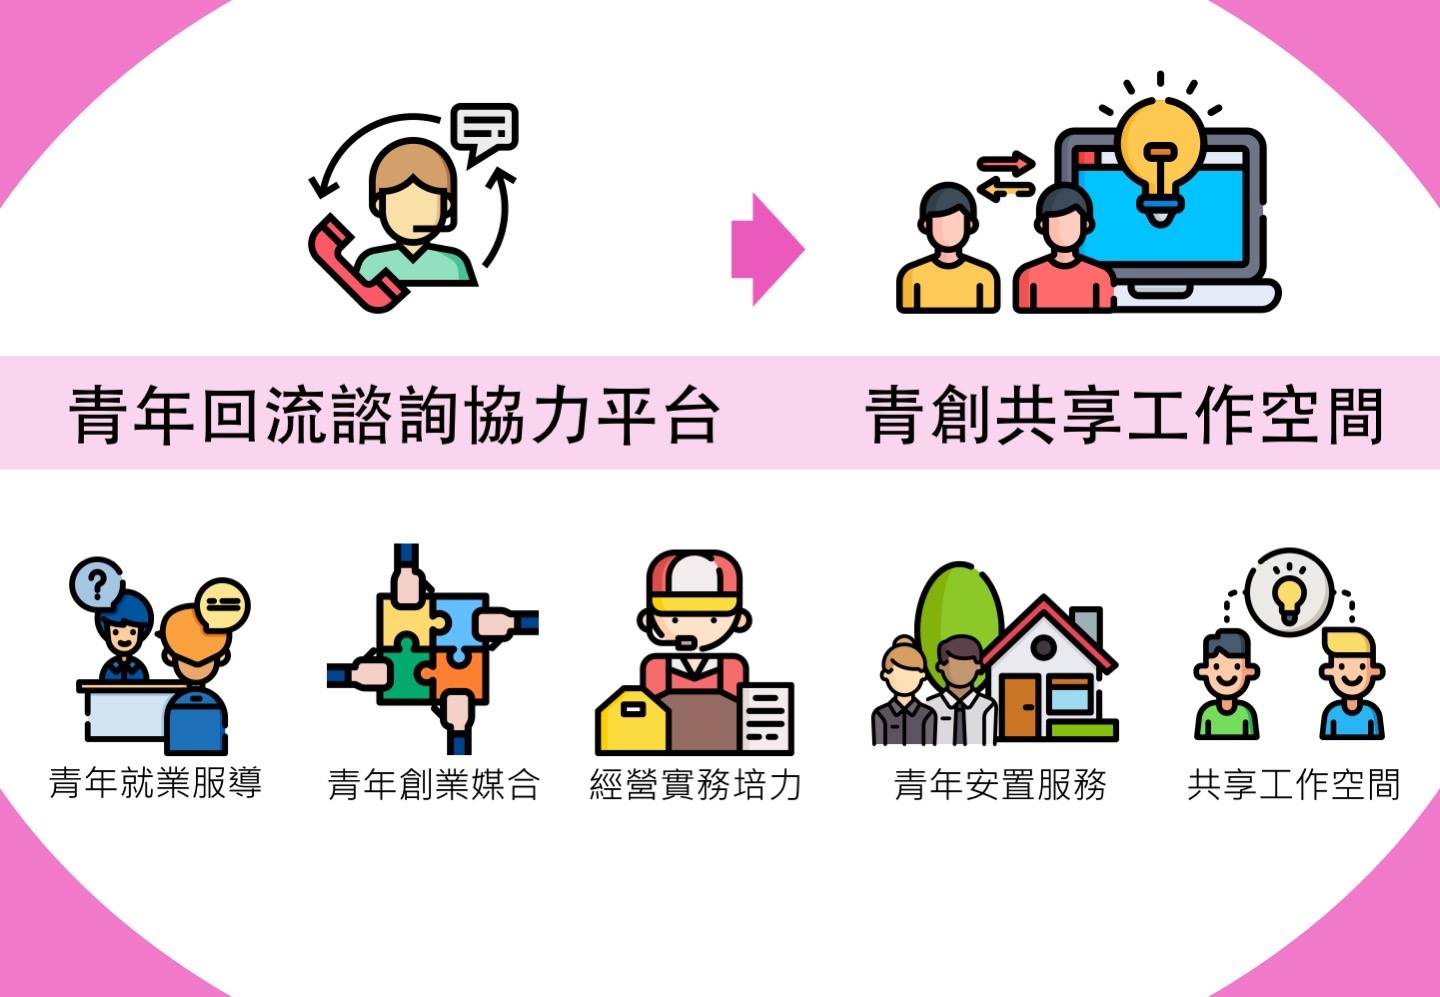 青年回流諮詢協力平台
青創共享工作空間
青年就業服導
青年創業媒合
經營實務培力
青年安置服務
共享工作空間
?